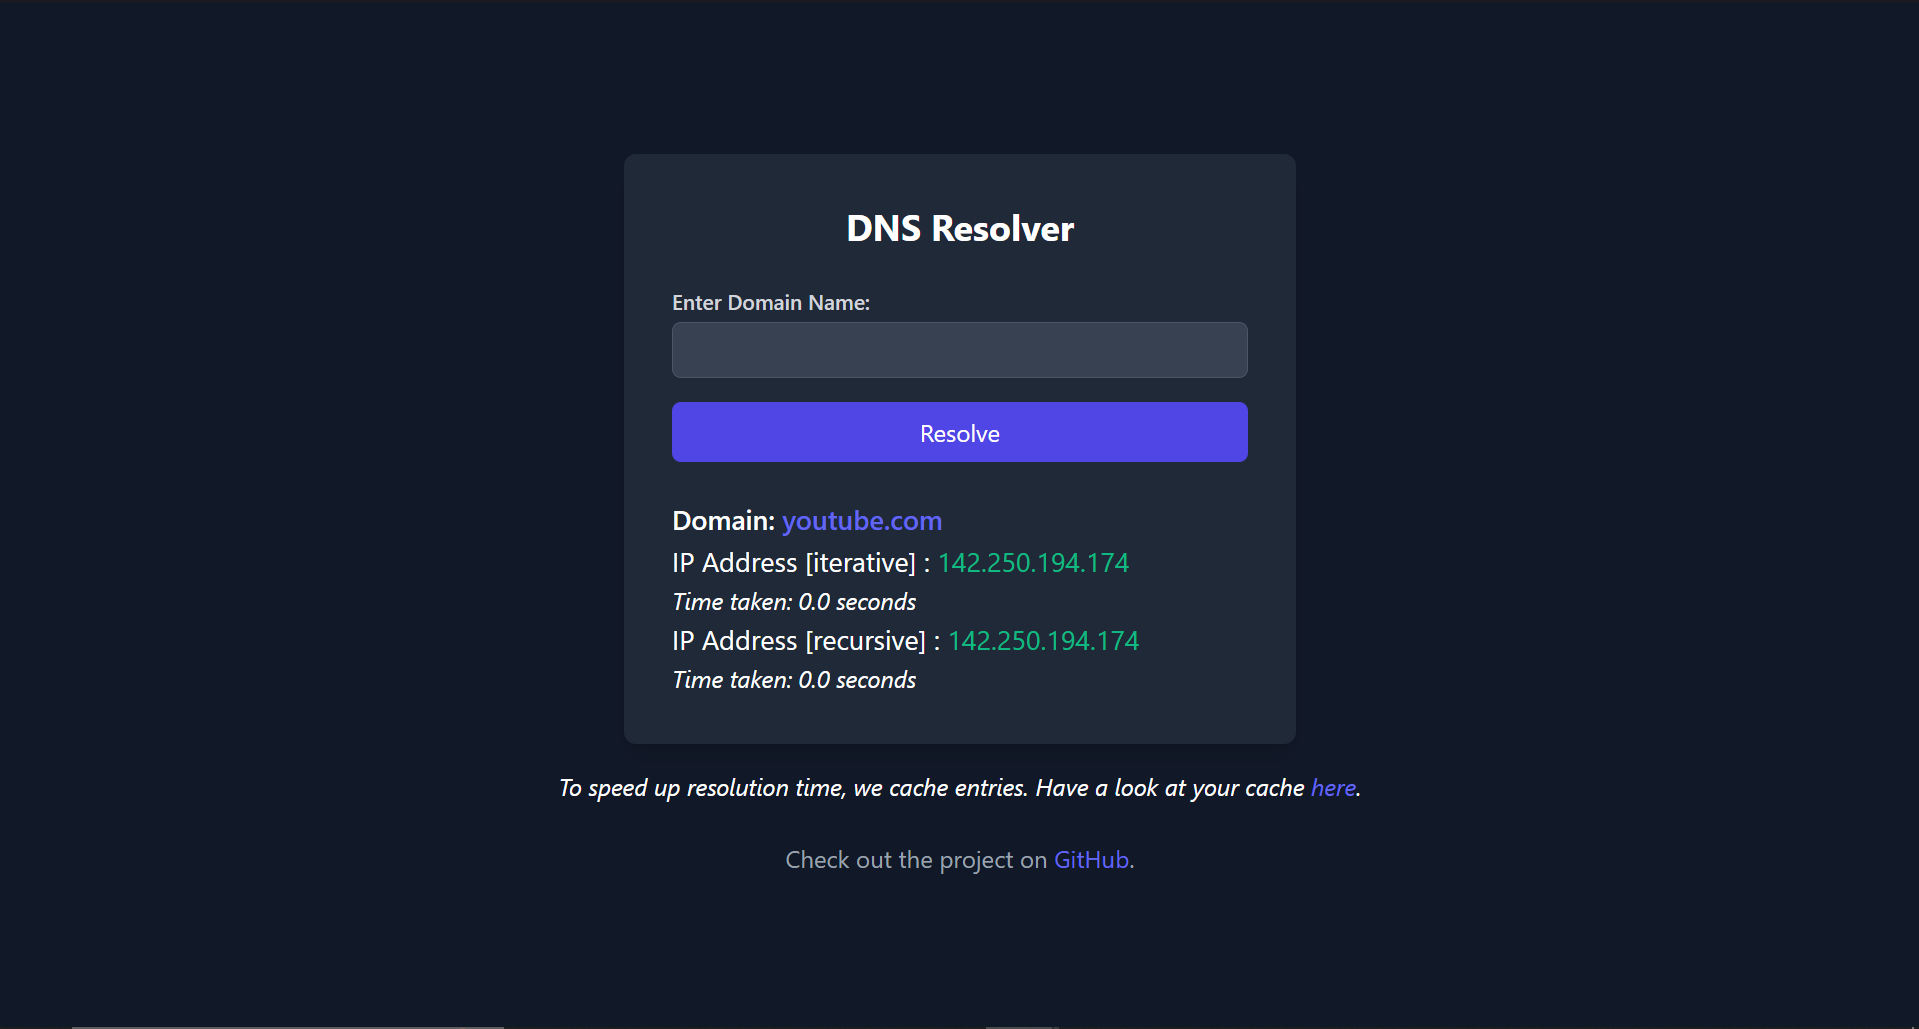 DNS Resolver
Enter Domain Name:
Resolve
Domain: youtube.com
IP Address [iterative] : 142.250.194.174
Time taken: 0.0 seconds
IP Address [recursive] : 142.250.194.174
Time taken: 0.0 seconds
To speed up resolution time, we cache entries. Have a look at your cache here.
Check out the project on GitHub.